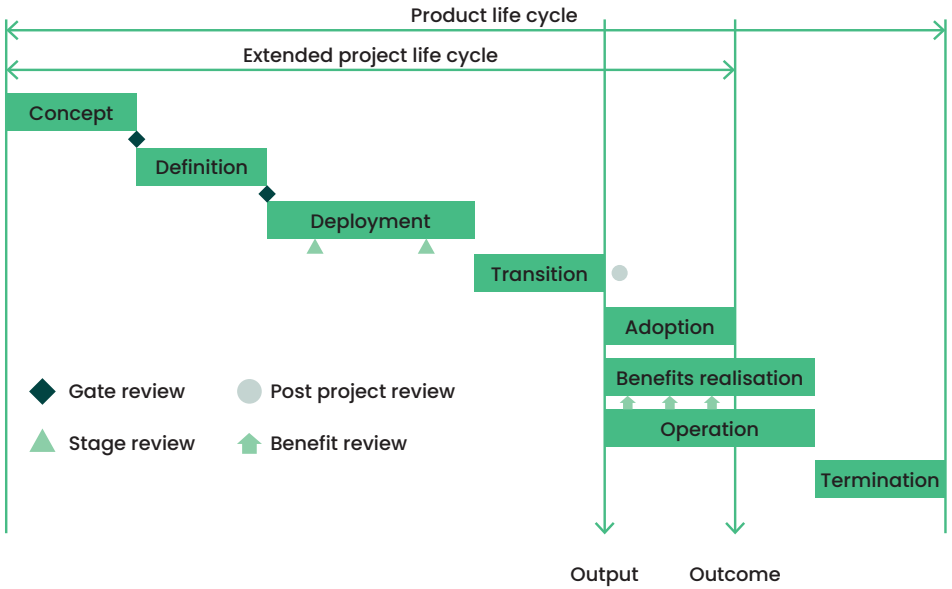 Product life cycle
Extended project life cycle
Concept
Definition
Deployment
Transition
Adoption
Benefits realisation
Operation
Termination
Gate review
Post project review
Stage review
Benefit review
Output
Outcome